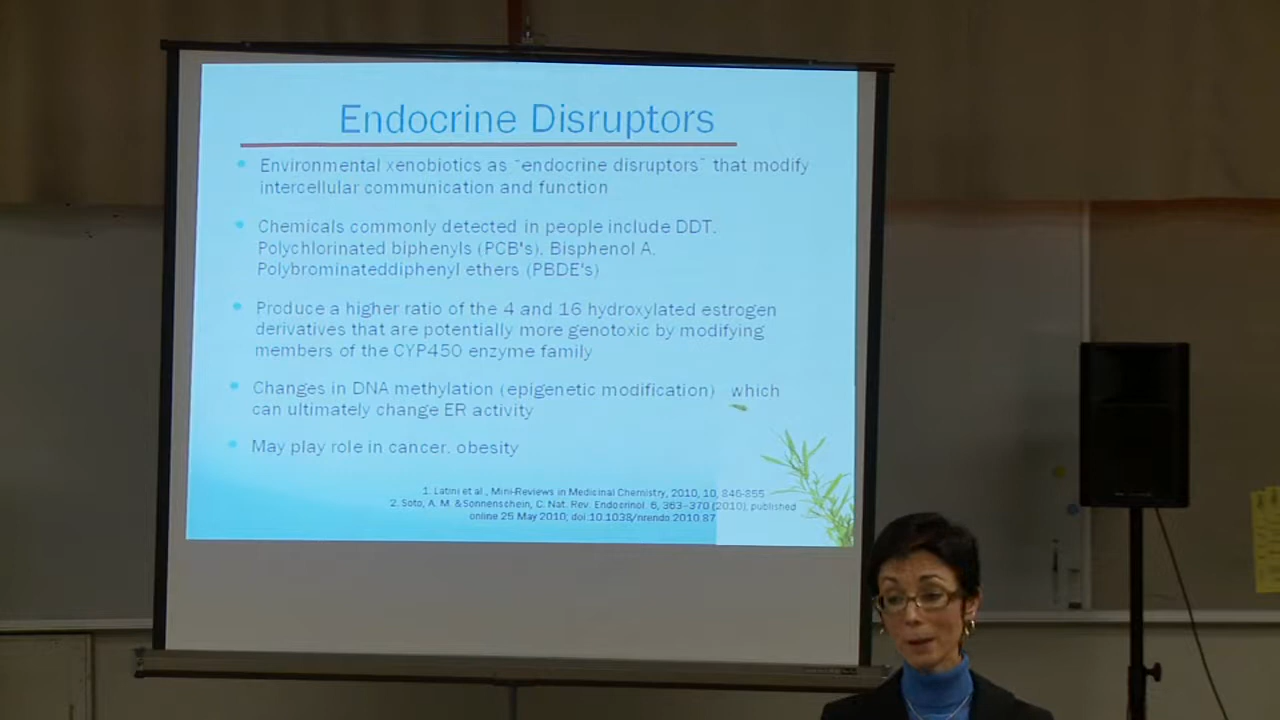 Endocrine Disruptors
Environmental xenobiotics as "endocrine disruptors" that modify
intercellular communication and function
Chemicals commonly detected in people include DDT,
Polychlorinated biphenyls (PCB's), Bisphenol A,
Polybrominateddiphenyl ethers (PBDE's)
Produce a higher ratio of the 4 and 16 hydroxylated estrogen
derivatives that are potentially more genotoxic by modifying
members of the CYP450 enzyme family
Changes in DNA methylation (epigenetic modification) which
can ultimately change ER activity
May play role in cancer, obesity
1. Latini et al., Mini-Reviews in Medicinal Chemistry, 2010, 10, 846-855
2. Soto, A. M. & Sonnenschein, C. Nat. Rev. Endocrinol. 6, 363–370 (2010); published
online 25 May 2010; doi:10.1038/nrendo.2010.87